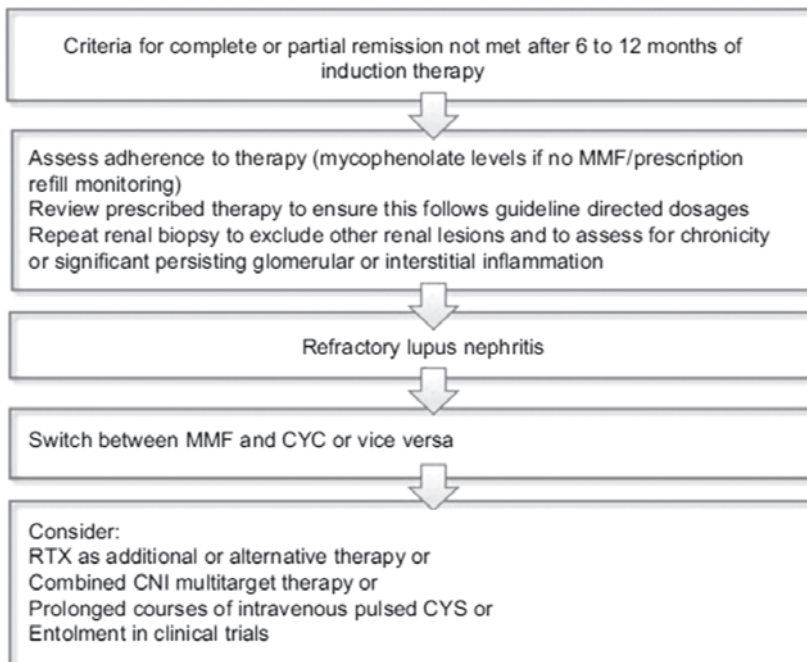 Criteria for complete or partial remission not met after 6 to 12 months of
induction therapy
Assess adherence to therapy (mycophenolate levels if no MMF/prescription
refill monitoring)
Review prescribed therapy to ensure this follows guideline directed dosages
Repeat renal biopsy to exclude other renal lesions and to assess for chronicity
or significant persisting glomerular or interstitial inflammation
Refractory lupus nephritis
Switch between MMF and CYC or vice versa
Consider:
RTX as additional or alternative therapy or
Combined CNI multitarget therapy or
Prolonged courses of intravenous pulsed CYS or
Entolment in clinical trials